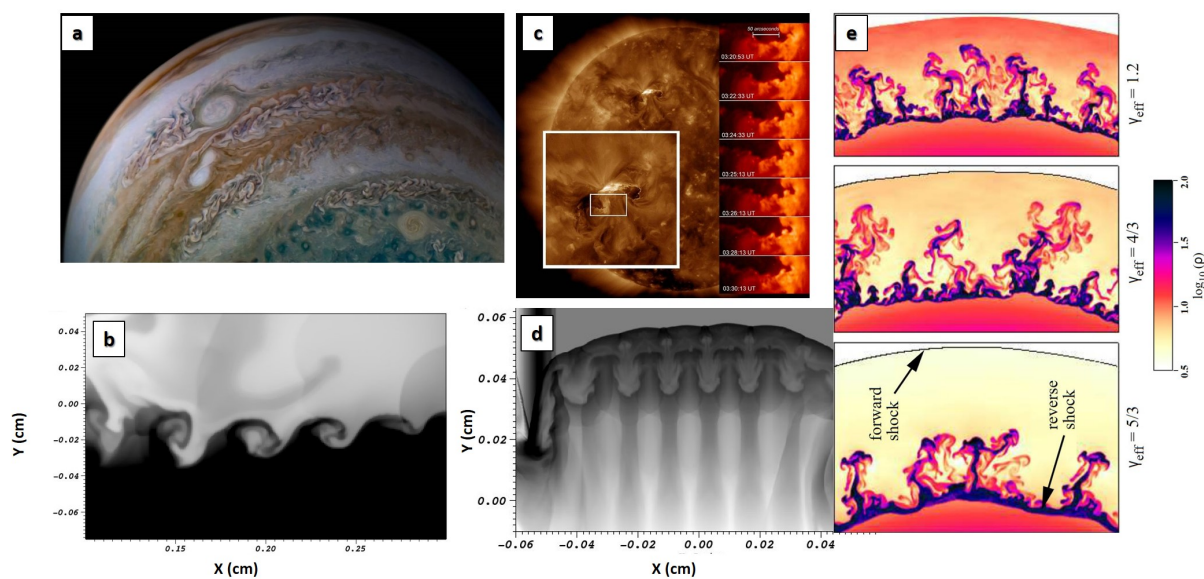 a
b
0.04
0.02
0.00
-0.02
-0.04
-0.06
Y (cm)
0.15
0.20
0.25
X (cm)
c
50 arcseconds
03:20:53 UT
03:22:33 UT
03:24:33 UT
03:25:13 UT
03:26:13 UT
03:28:13 UT
03:30:13 UT
d
0.06
0.04
0.02
0.00
-0.06
-0.04
-0.02
0.00
0.02
0.04
X (cm)
e
γeff = 1.2
γeff = 4/3
γeff = 5/3
forward
shock
reverse
shock
2.0
1.5
1.0
0.5
log10(ρ)